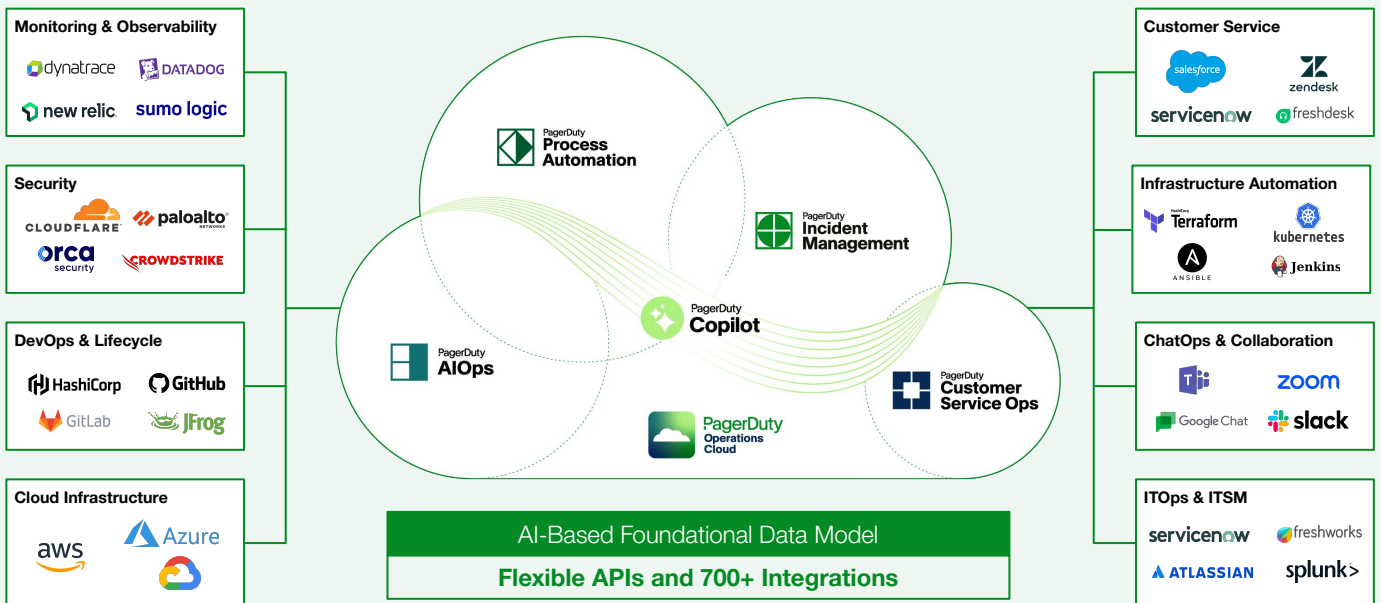 Monitoring & Observability
dynatrace
DATADOG
new relic.
sumo logic
Security
CLOUDFLARE
paloalto
NETWORKS
orca
security
CROWDSTRIKE
DevOps & Lifecycle
HashiCorp
GitHub
GitLab
JFrog
Cloud Infrastructure
aws
Azure
PagerDuty
Process
Automation
PagerDuty
Incident
Management
PagerDuty
Copilot
PagerDuty
AIOps
PagerDuty
Customer
Service Ops
PagerDuty
Operations
Cloud
AI-Based Foundational Data Model
Flexible APIs and 700+ Integrations
Customer Service
salesforce
zendesk
servicenow
freshdesk
Infrastructure Automation
HashiCorp
Terraform
kubernetes
A
ANSIBLE
Jenkins
ChatOps & Collaboration
T
zoom
Google Chat
slack
ITOps & ITSM
servicenow
freshworks
ATLASSIAN
splunk>